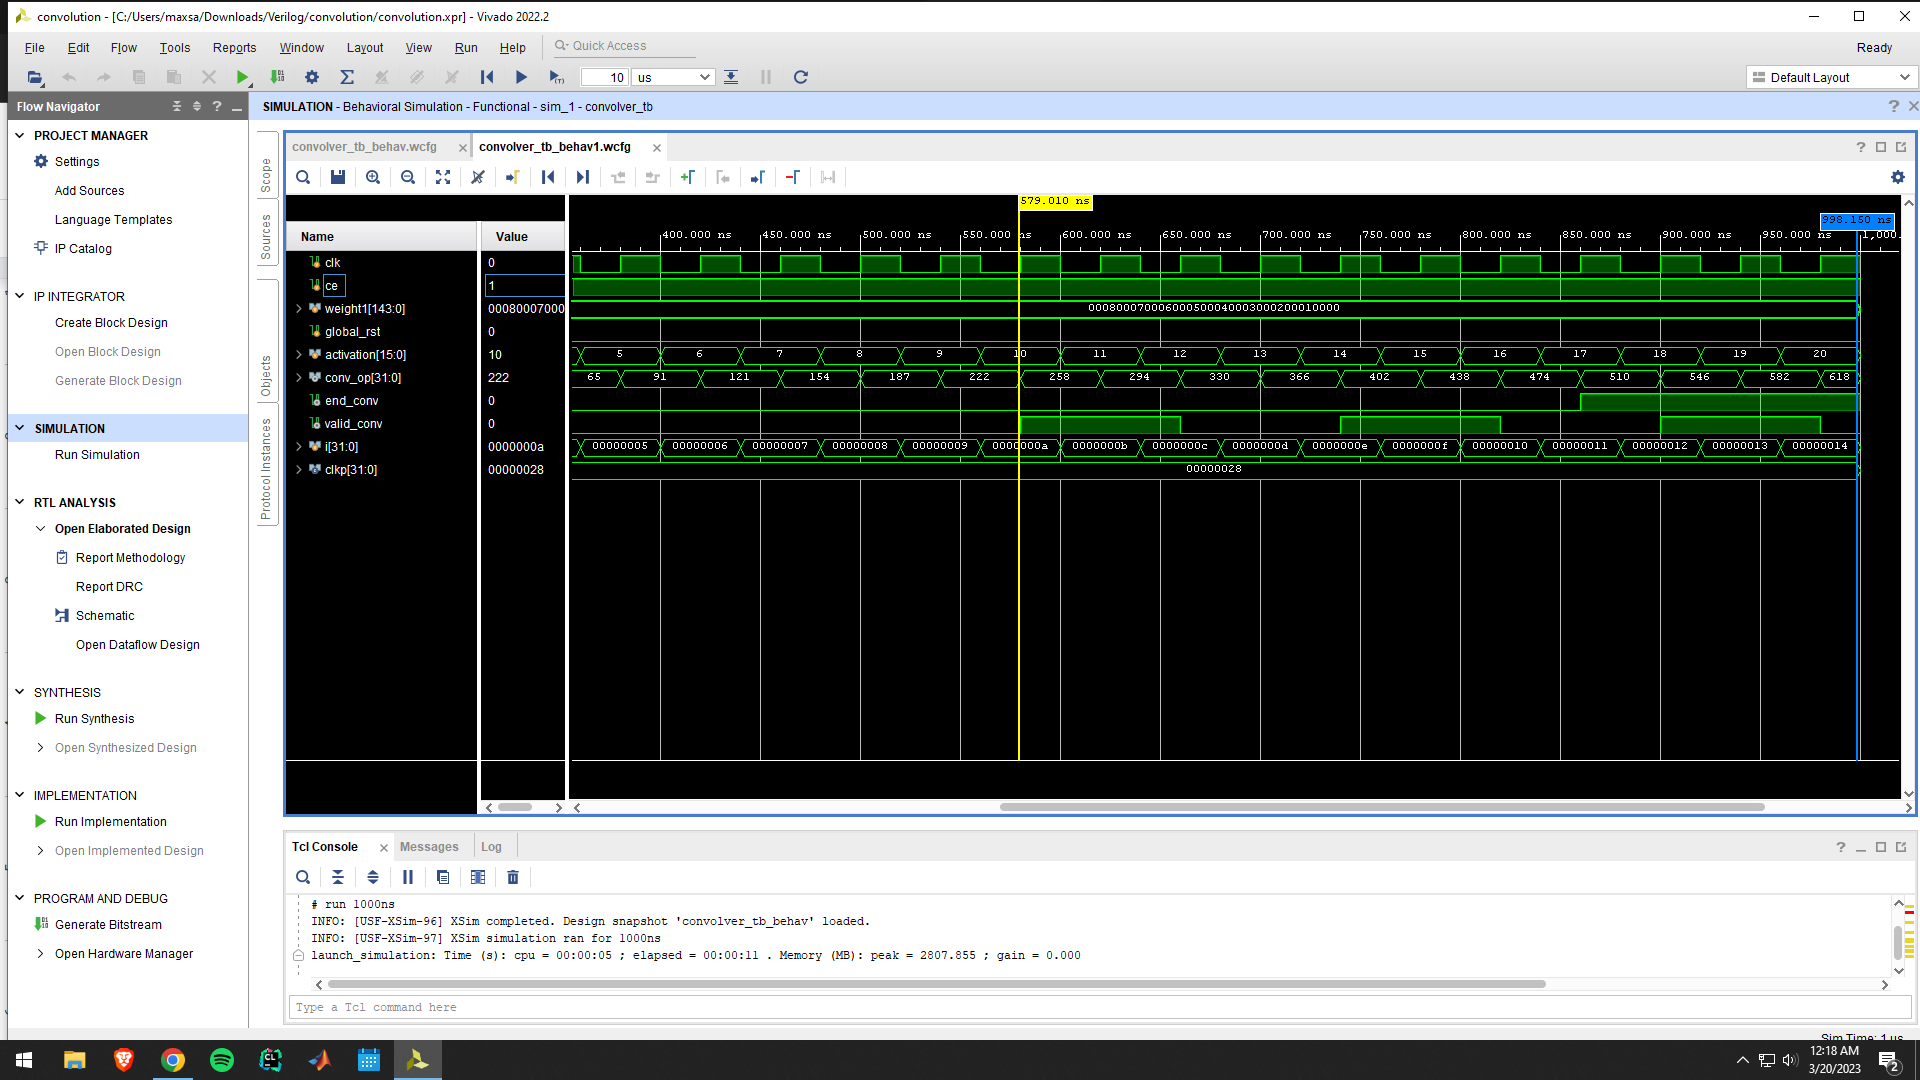 convolution - [C:/Users/maxsa/Downloads/Verilog/convolution/convolution.xpr] - Vivado 2022.2
File Edit Flow Tools Reports Window Layout View Run Help Quick Access Ready
10 us Default Layout
Flow Navigator
SIMULATION - Behavioral Simulation - Functional - sim_1 - convolver_tb
PROJECT MANAGER
Settings
Add Sources
Language Templates
IP Catalog
IP INTEGRATOR
Create Block Design
Open Block Design
Generate Block Design
SIMULATION
Run Simulation
RTL ANALYSIS
Open Elaborated Design
Report Methodology
Report DRC
Schematic
Open Dataflow Design
SYNTHESIS
Run Synthesis
Open Synthesized Design
IMPLEMENTATION
Run Implementation
Open Implemented Design
PROGRAM AND DEBUG
Generate Bitstream
Open Hardware Manager
Scope
Sources
Objects
Protocol Instances
convolver_tb_behav.wcfg convolver_tb_behav1.wcfg
579.010 ns
998.150 ns
Name Value 400.000 ns 450.000 ns 500.000 ns 550.000 ns 600.000 ns 650.000 ns 700.000 ns 750.000 ns 800.000 ns 850.000 ns 900.000 ns 950.000 ns 1,000.
clk 0
ce 1
weight1[143:0] 00080007000 000800070006000500040003000200010000
global_rst 0
activation[15:0] 10 5 6 7 8 9 10 11 12 13 14 15 16 17 18 19 20
conv_op[31:0] 222 65 91 121 154 187 222 258 294 330 366 402 438 474 510 546 582 618
end_conv 0
valid_conv 0
i[31:0] 0000000a 00000005 00000006 00000007 00000008 00000009 0000000a 0000000b 0000000c 0000000d 0000000e 0000000f 00000010 00000011 00000012 00000013 00000014
clkp[31:0] 00000028 00000028
Tcl Console Messages Log
# run 1000ns
INFO: [USF-XSim-96] XSim completed. Design snapshot 'convolver_tb_behav' loaded.
INFO: [USF-XSim-97] XSim simulation ran for 1000ns
launch_simulation: Time (s): cpu = 00:00:05 ; elapsed = 00:00:11 . Memory (MB): peak = 2807.855 ; gain = 0.000
Type a Tcl command here
Sim Time: 1 us
12:18 AM
3/20/2023
2